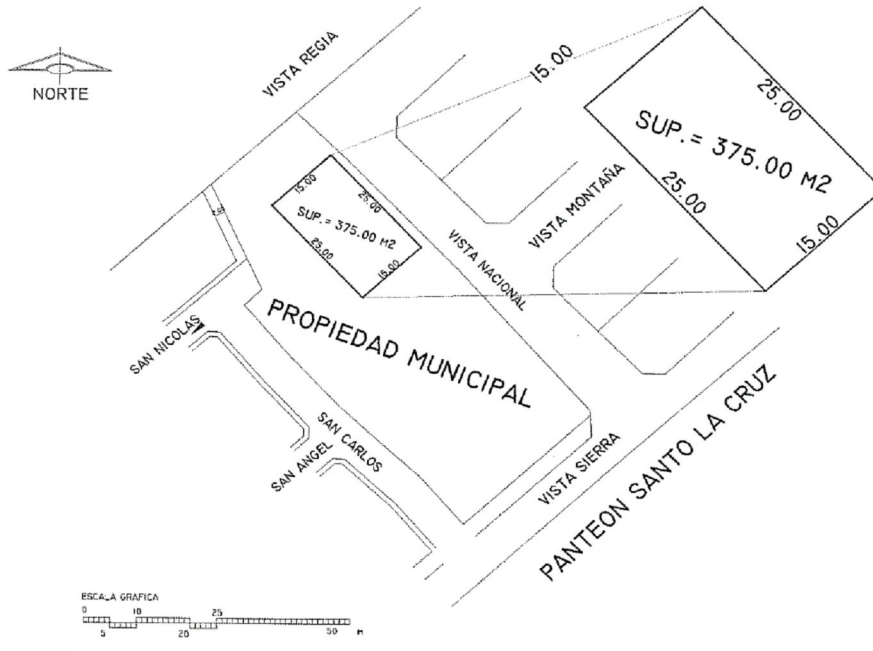 NORTE
VISTA REGIA
15.00
25.00
SUP.= 375.00 M2
25.00
15.00
15.00
25.00
SUP.= 375.00 M2
25.00
15.00
VISTA MONTAÑA
VISTA NACIONAL
PROPIEDAD MUNICIPAL
SAN NICOLAS
SAN CARLOS
SAN ANGEL
VISTA SIERRA
PANTEON SANTO LA CRUZ
ESCALA GRAFICA
0 10 25
5 20 50 M